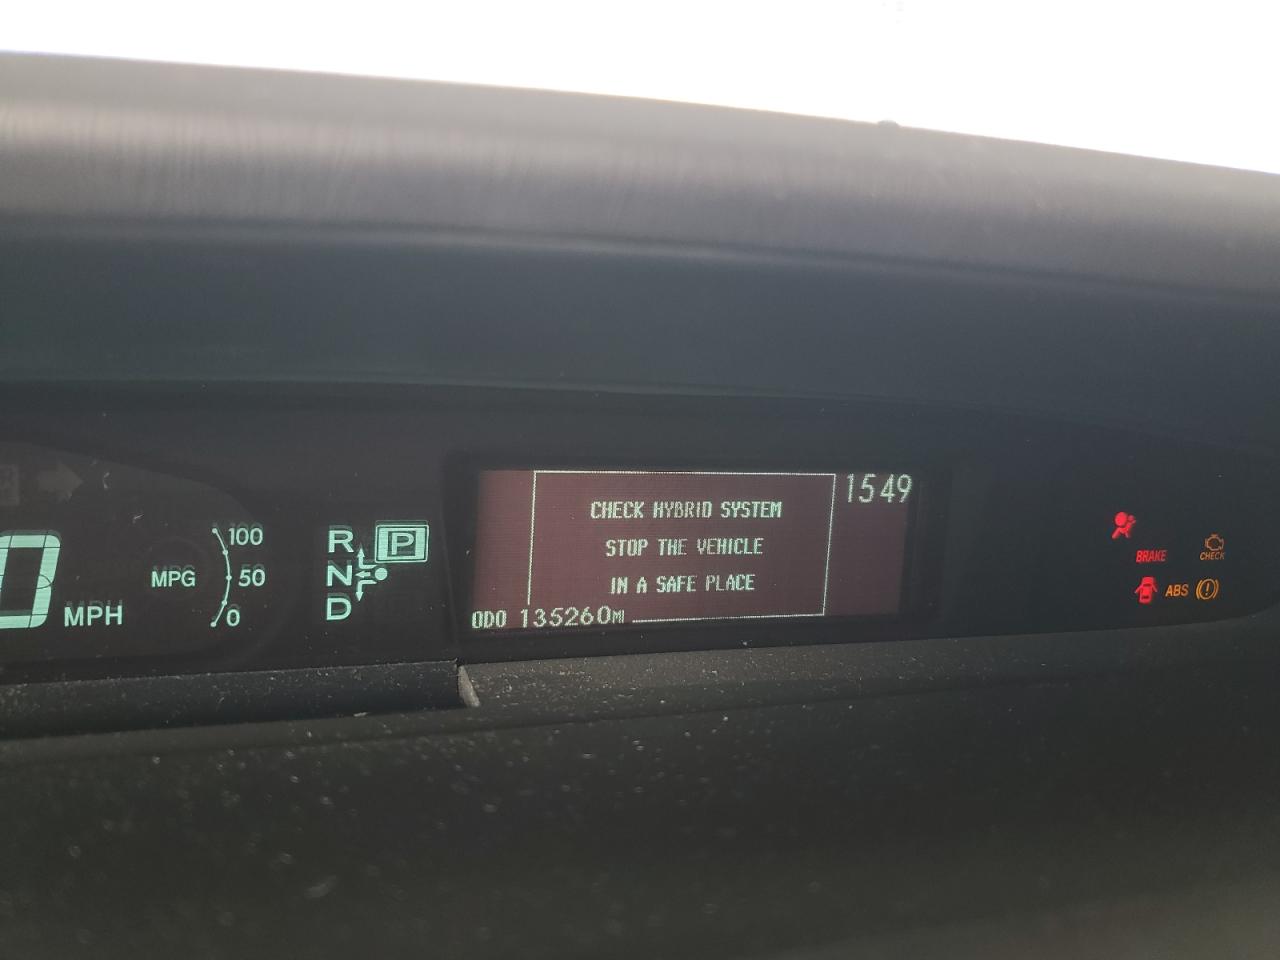 0 MPH
MPG
100
50
0
R
P
N
D
CHECK HYBRID SYSTEM
STOP THE VEHICLE
IN A SAFE PLACE
1549
ODO 135260MI
BRAKE
CHECK
ABS